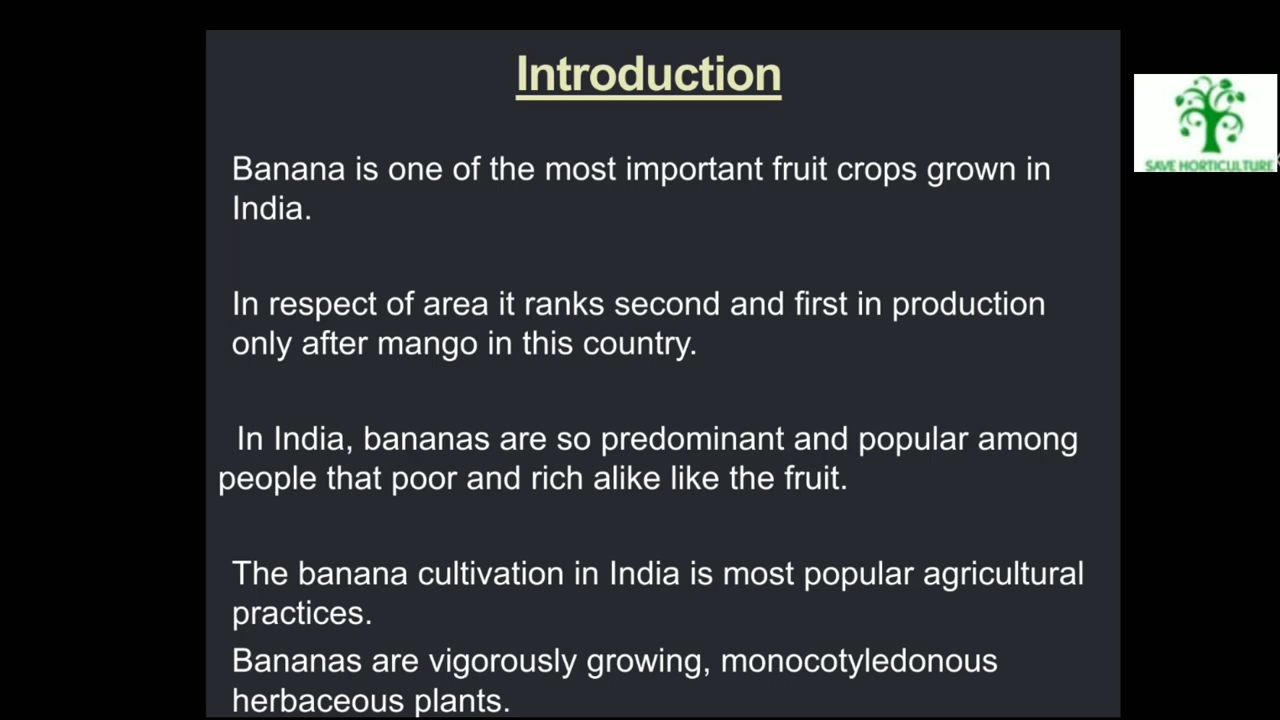 Introduction
Banana is one of the most important fruit crops grown in
India.
In respect of area it ranks second and first in production
only after mango in this country.
In India, bananas are so predominant and popular among
people that poor and rich alike like the fruit.
The banana cultivation in India is most popular agricultural
practices.
Bananas are vigorously growing, monocotyledonous
herbaceous plants.
SAVE HORTICULTURE